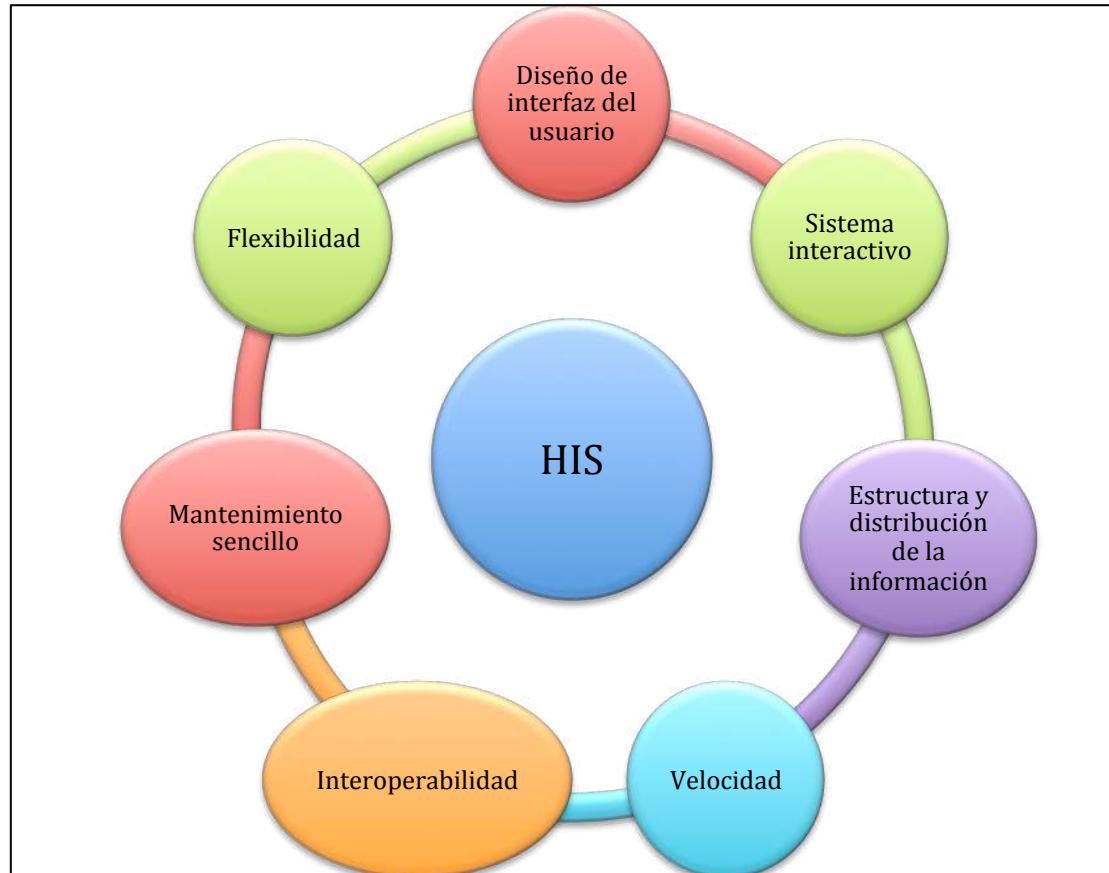 Diseño de
interfaz del
usuario
Sistema
interactivo
Estructura y
distribución
de la
información
Velocidad
Interoperabilidad
Mantenimiento
sencillo
Flexibilidad
HIS